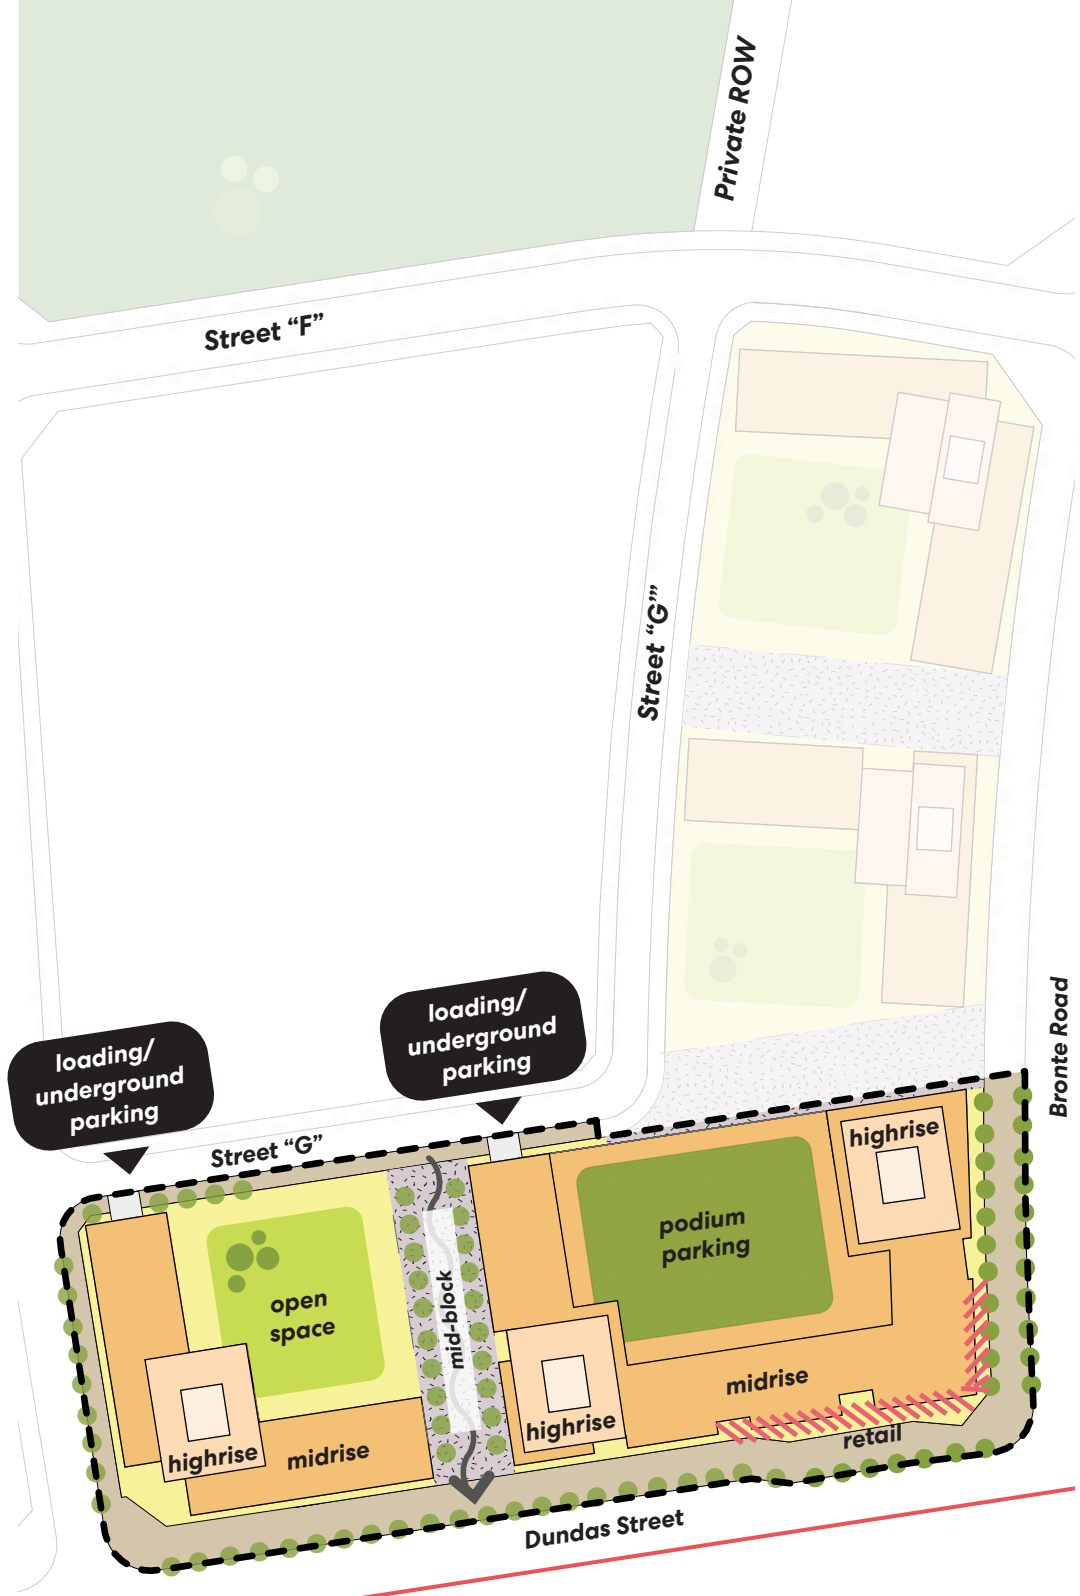 Private ROW
Street “F”
Street “G””
Bronte Road
loading/
underground
parking
loading/
underground
parking
Street “G”
highrise
podium
parking
open
space
mid-block
midrise
highrise
retail
highrise
midrise
Dundas Street